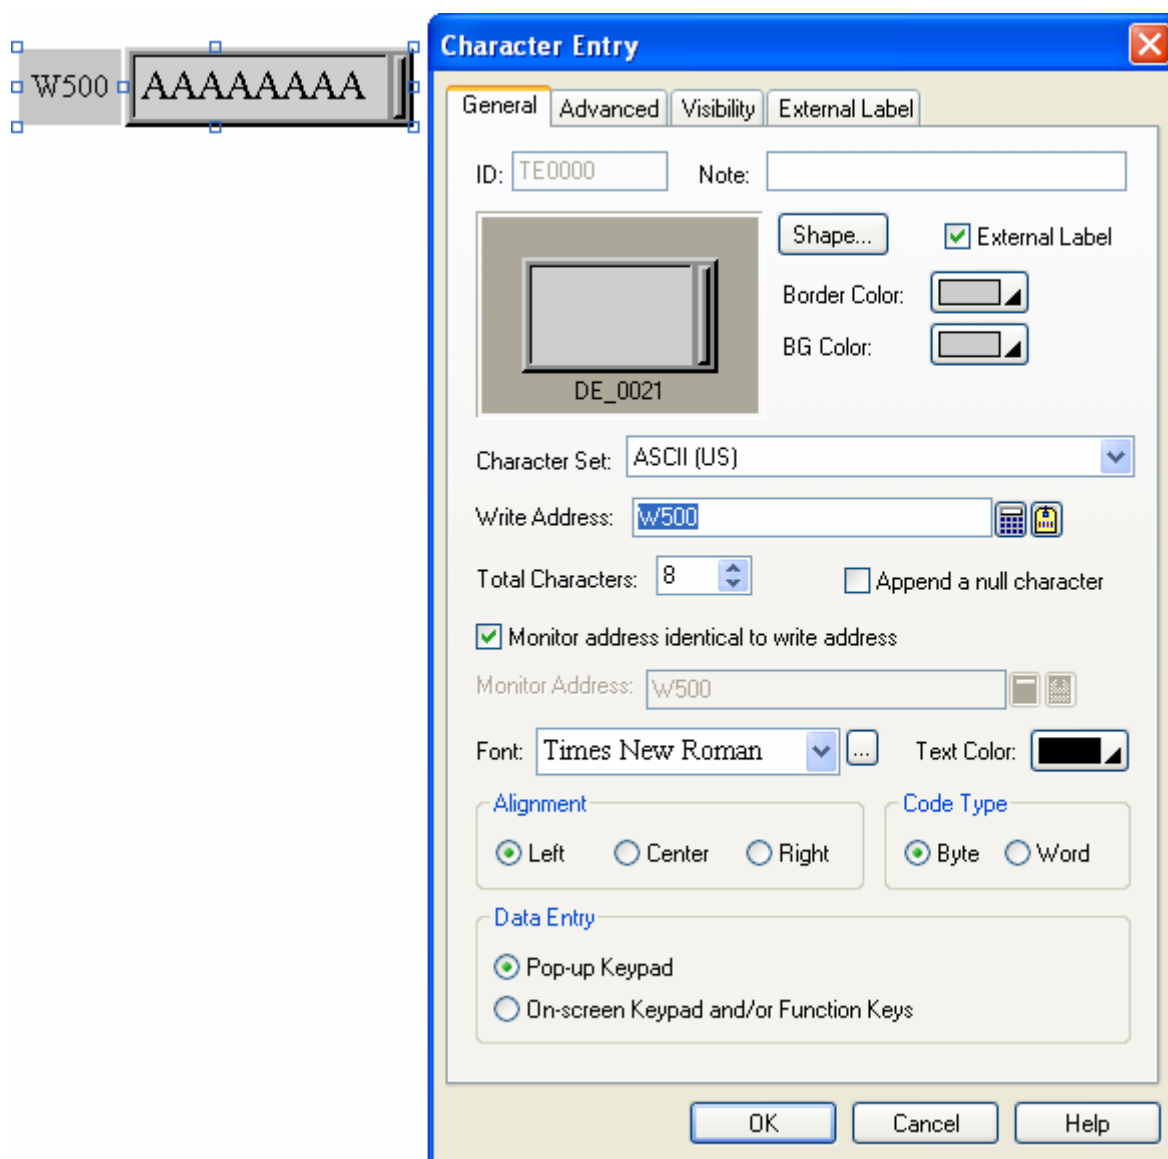 W500 AAAAAAAA
Character Entry
General Advanced Visibility External Label
ID: TE0000 Note:
Shape... External Label
Border Color:
BG Color:
DE_0021
Character Set: ASCII (US)
Write Address: W500
Total Characters: 8 Append a null character
Monitor address identical to write address
Monitor Address: W500
Font: Times New Roman ... Text Color:
Alignment Code Type
Left Center Right Byte Word
Data Entry
Pop-up Keypad
On-screen Keypad and/or Function Keys
OK Cancel Help